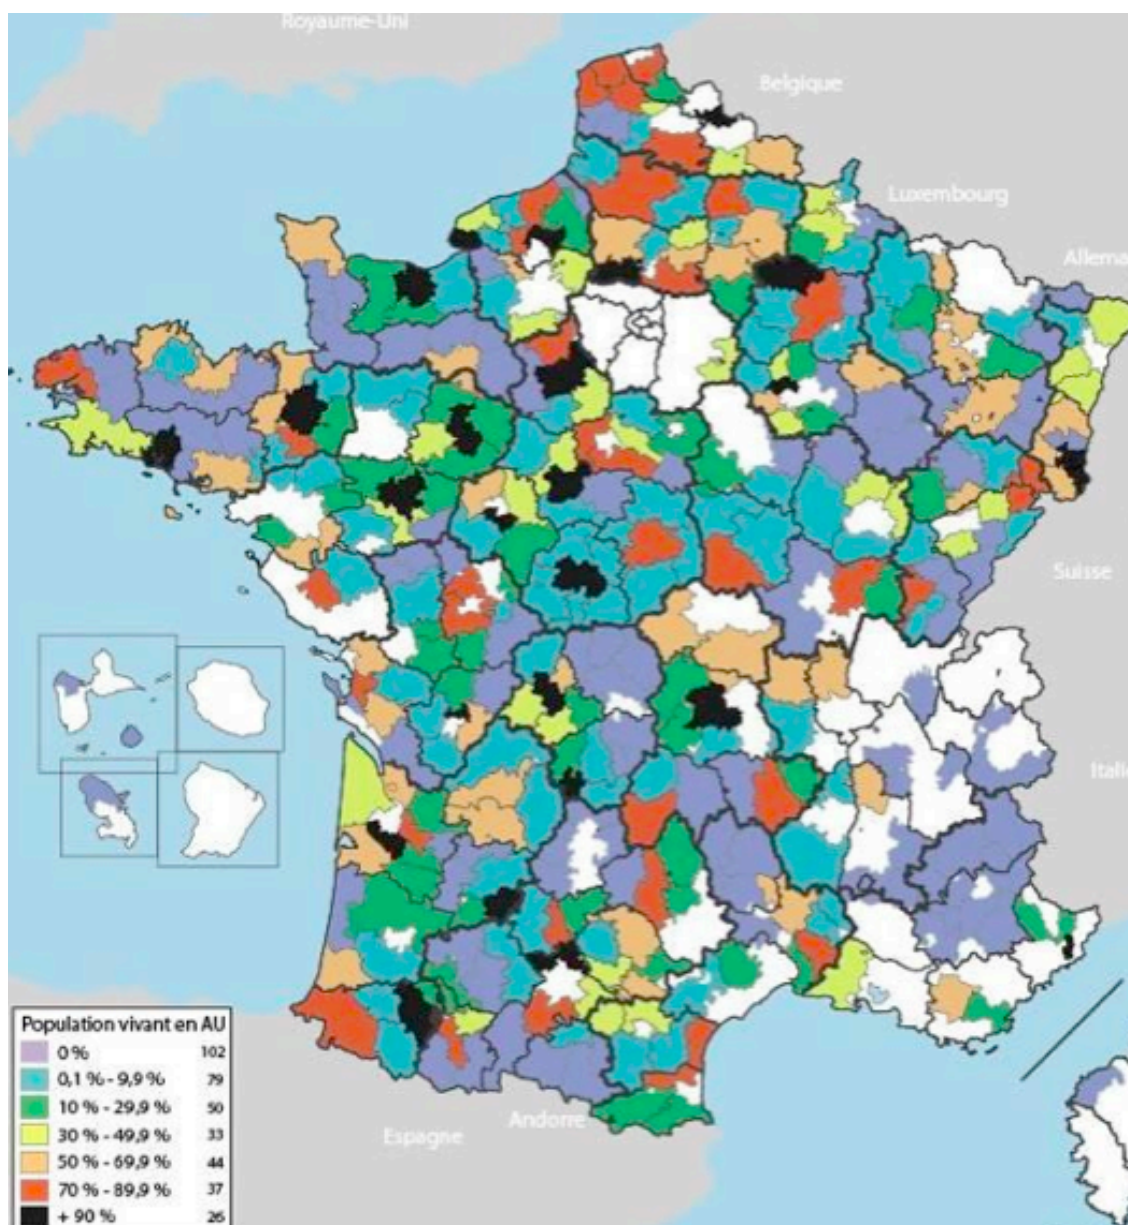 Royaume-Uni
Belgique
Luxembourg
Allema
Suisse
Itali
Andorre
Espagne
Population vivant en AU
0 % 102
0,1 % - 9,9 % 79
10 % - 29,9 % 50
30 % - 49,9 % 33
50 % - 69,9 % 44
70 % - 89,9 % 37
+ 90 % 26